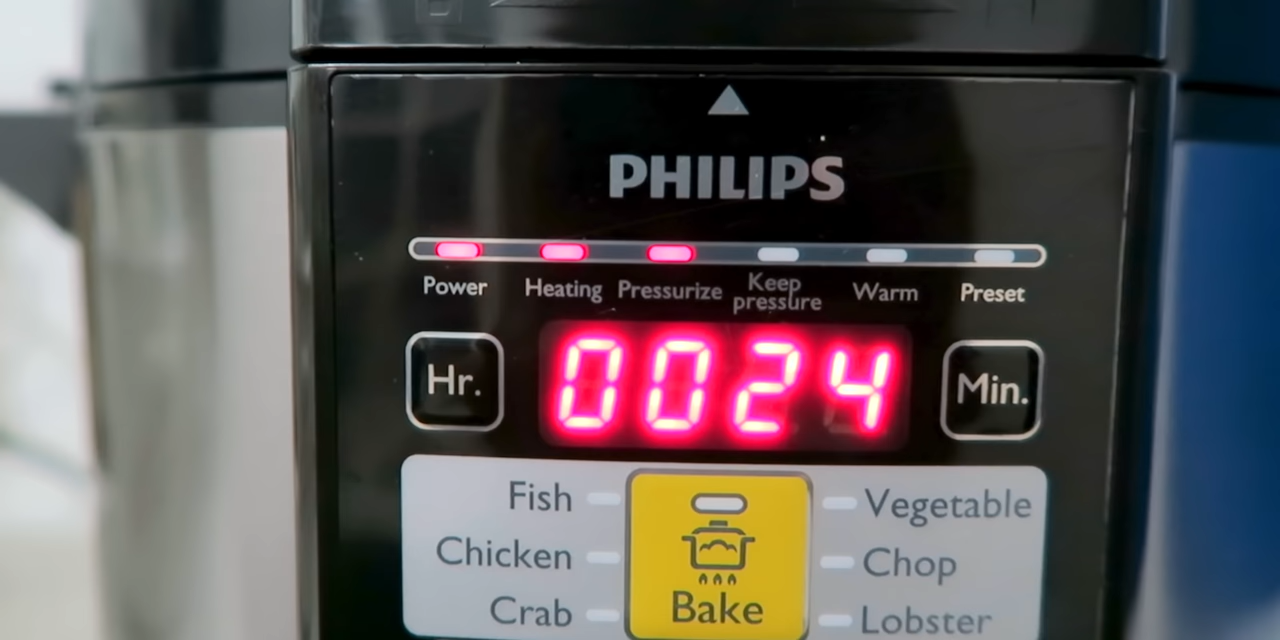 PHILIPS
Power Heating Pressurize Keep pressure Warm Preset
Hr. 0024 Min.
Fish Vegetable
Chicken Chop
Crab Bake Lobster